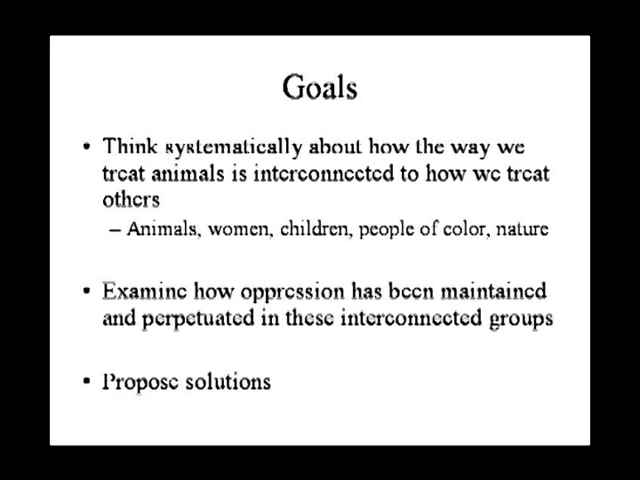 Goals
• Think systematically about how the way we
treat animals is interconnected to how we treat
others
– Animals, women, children, people of color, nature
• Examine how oppression has been maintained
and perpetuated in these interconnected groups
• Propose solutions